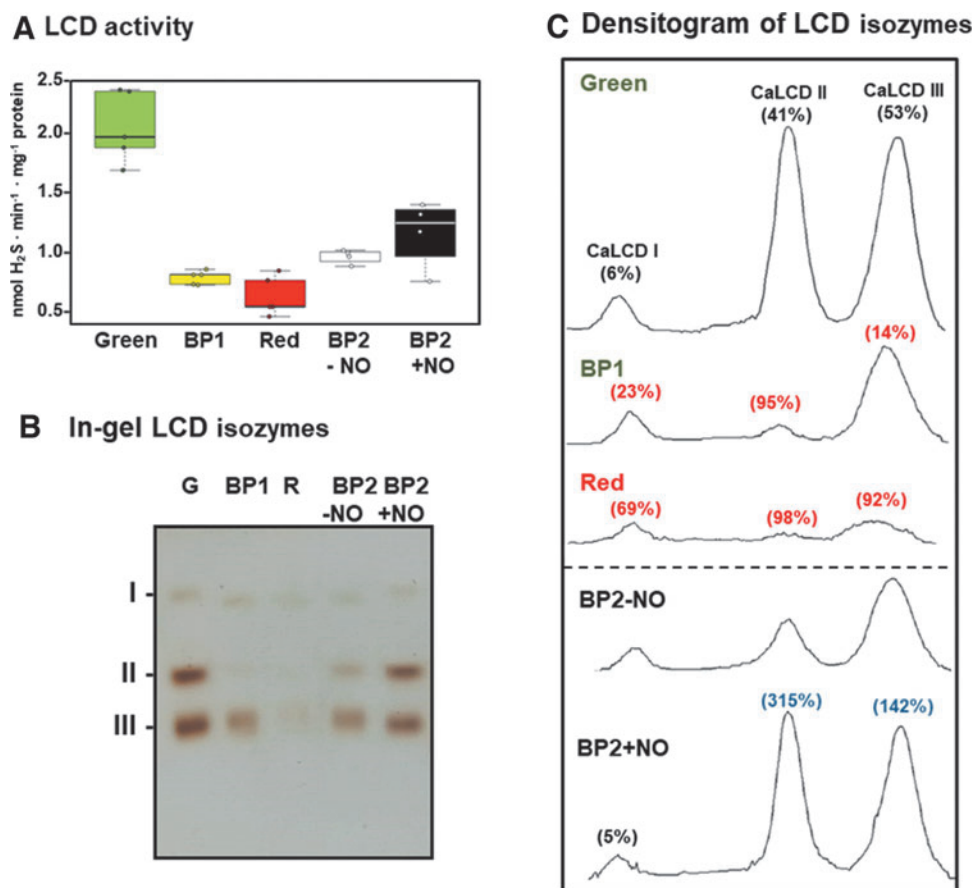 A LCD activity
nmol H₂S · min⁻¹ · mg⁻¹ protein
2.5
2.0
1.5
1.0
0.5
Green BP1 Red BP2 BP2
- NO +NO
B In-gel LCD isozymes
G BP1 R BP2 BP2
-NO +NO
I
II
III
C Densitogram of LCD isozymes
Green
CaLCD I
(6%)
CaLCD II
(41%)
CaLCD III
(53%)
BP1
(23%) (95%) (14%)
Red
(69%) (98%) (92%)
BP2-NO
BP2+NO
(5%) (315%) (142%)